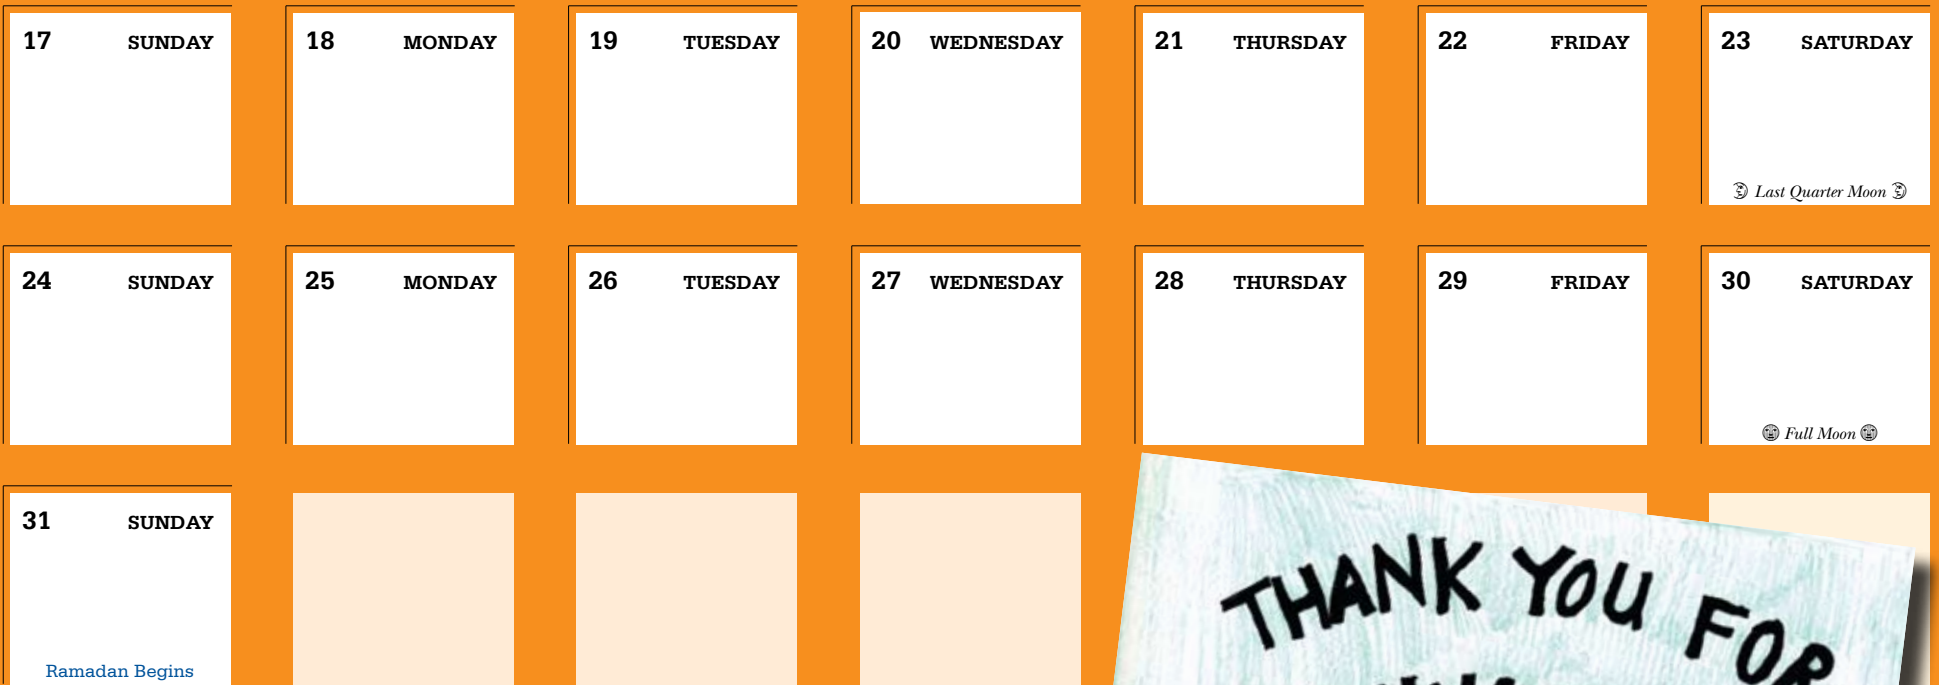 17 SUNDAY
18 MONDAY
19 TUESDAY
20 WEDNESDAY
21 THURSDAY
22 FRIDAY
23 SATURDAY
Last Quarter Moon
24 SUNDAY
25 MONDAY
26 TUESDAY
27 WEDNESDAY
28 THURSDAY
29 FRIDAY
30 SATURDAY
Full Moon
31 SUNDAY
Ramadan Begins
THANK YOU FOR